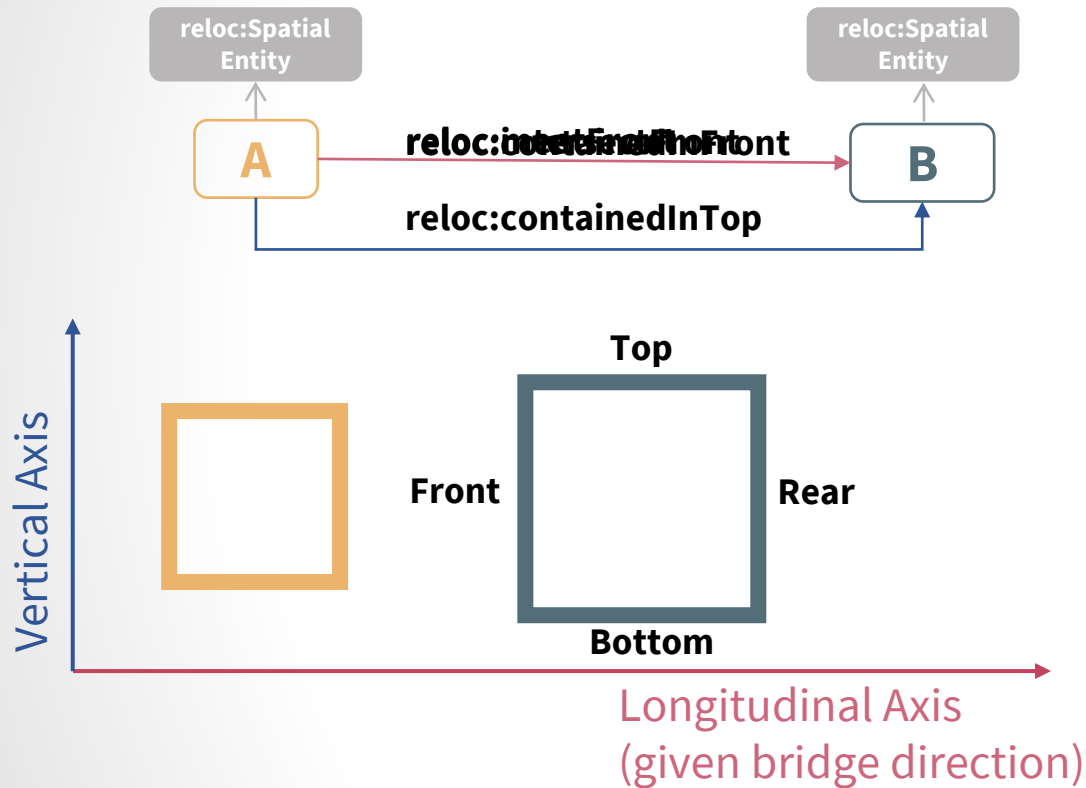 reloc:Spatial
Entity
reloc:Spatial
Entity
A
B
reloc:containedInTop
Top
Front
Rear
Bottom
Vertical Axis
Longitudinal Axis
(given bridge direction)